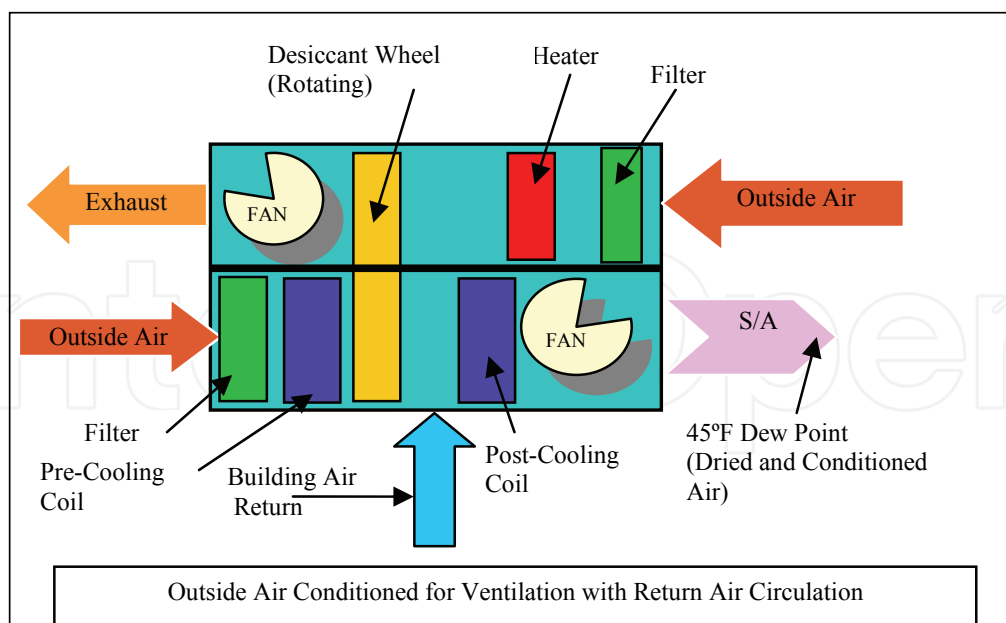 Desiccant Wheel
(Rotating)
Heater
Filter
Exhaust
FAN
Outside Air
Outside Air
FAN
S/A
Filter
Pre-Cooling
Coil
Building Air
Return
Post-Cooling
Coil
45ºF Dew Point
(Dried and Conditioned
Air)
Outside Air Conditioned for Ventilation with Return Air Circulation